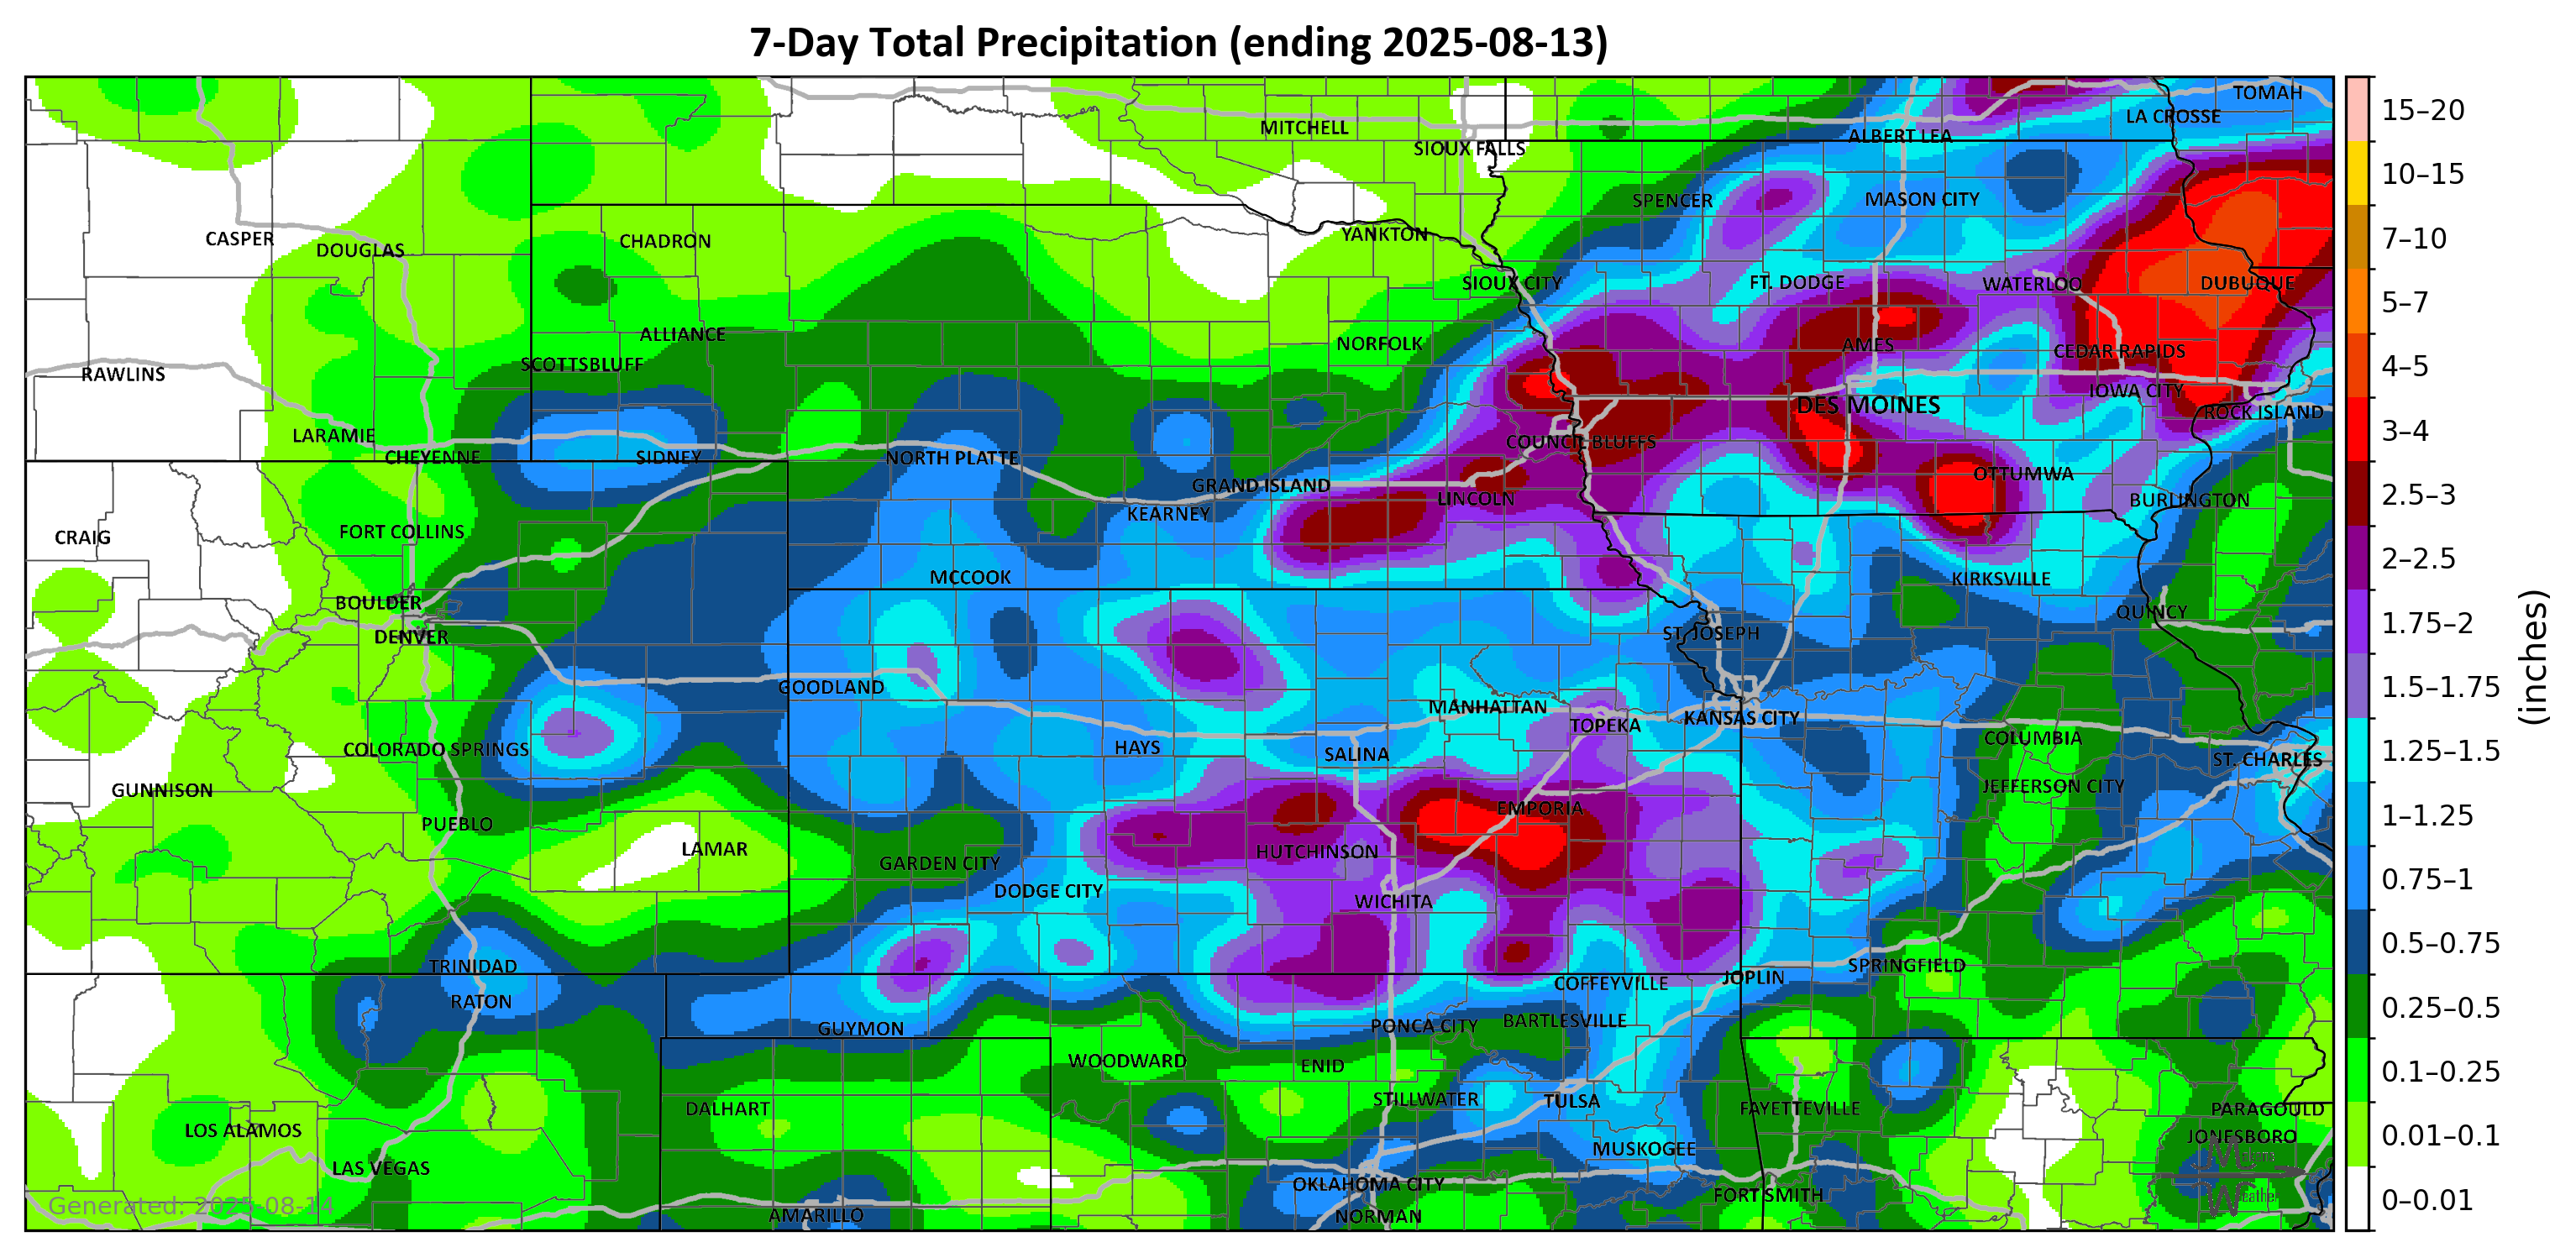 7-Day Total Precipitation (ending 2025-08-13)
TOMAH
LA CROSSE
MITCHELL
ALBERT LEA
SIOUX FALLS
SPENCER
MASON CITY
CASPER
DOUGLAS
CHADRON
YANKTON
SIOUX CITY
FT. DODGE
WATERLOO
DUBUQUE
ALLIANCE
NORFOLK
AMES
CEDAR RAPIDS
SCOTTSBLUFF
RAWLINS
IOWA CITY
DES MOINES
ROCK ISLAND
LARAMIE
COUNCIL BLUFFS
CHEYENNE
SIDNEY
NORTH PLATTE
OTTUMWA
GRAND ISLAND
LINCOLN
BURLINGTON
KEARNEY
FORT COLLINS
CRAIG
MCCOOK
KIRKSVILLE
BOULDER
QUINCY
DENVER
ST. JOSEPH
GOODLAND
MANHATTAN
KANSAS CITY
TOPEKA
COLUMBIA
COLORADO SPRINGS
HAYS
SALINA
ST. CHARLES
GUNNISON
JEFFERSON CITY
EMPORIA
PUEBLO
LAMAR
HUTCHINSON
GARDEN CITY
DODGE CITY
WICHITA
TRINIDAD
SPRINGFIELD
JOPLIN
COFFEYVILLE
RATON
BARTLESVILLE
PONCA CITY
GUYMON
WOODWARD
ENID
STILLWATER
TULSA
DALHART
FAYETTEVILLE
PARAGOULD
LOS ALAMOS
JONESBORO
MUSKOGEE
LAS VEGAS
OKLAHOMA CITY
FORT SMITH
AMARILLO
NORMAN
Generated: 2025-08-14
15–20
10–15
7–10
5–7
4–5
3–4
2.5–3
2–2.5
1.75–2
1.5–1.75
1.25–1.5
1–1.25
0.75–1
0.5–0.75
0.25–0.5
0.1–0.25
0.01–0.1
0–0.01
(inches)